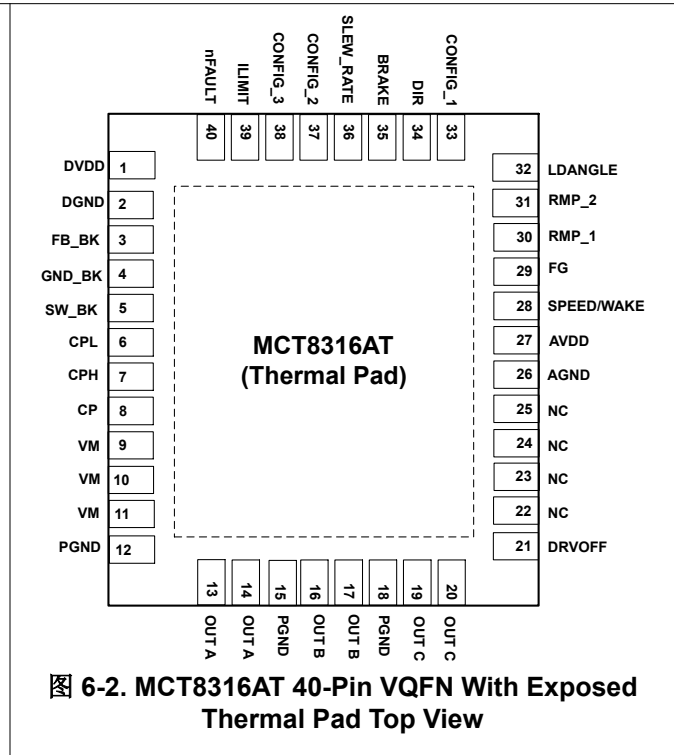 nFAULT
ILIMIT
CONFIG_3
CONFIG_2
SLEW_RATE
BRAKE
DIR
CONFIG_1
40
39
38
37
36
35
34
33
DVDD 1
DGND 2
FB_BK 3
GND_BK 4
SW_BK 5
CPL 6
CPH 7
CP 8
VM 9
VM 10
VM 11
PGND 12
MCT8316AT
(Thermal Pad)
32 LDANGLE
31 RMP_2
30 RMP_1
29 FG
28 SPEED/WAKE
27 AVDD
26 AGND
25 NC
24 NC
23 NC
22 NC
21 DRVOFF
13
14
15
16
17
18
19
20
OUT A
OUT A
PGND
OUT B
OUT B
PGND
OUT C
OUT C
图 6-2. MCT8316AT 40-Pin VQFN With Exposed
Thermal Pad Top View